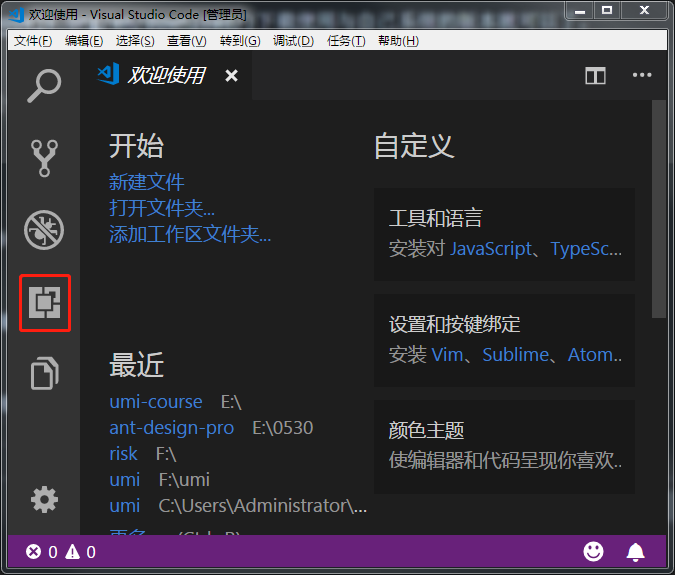 欢迎使用 - Visual Studio Code [管理员]
文件(F) 编辑(E) 选择(S) 查看(V) 转到(G) 调试(D) 任务(T) 帮助(H)
欢迎使用
开始
新建文件
打开文件夹...
添加工作区文件夹...
最近
umi-course E:\
ant-design-pro E:\0530
risk F:\
umi F:\umi
umi C:\Users\Administrator\...
自定义
工具和语言
安装对 JavaScript、TypeSc...
设置和按键绑定
安装 Vim、Sublime、Atom...
颜色主题
使编辑器和代码呈现你喜欢...
0 0